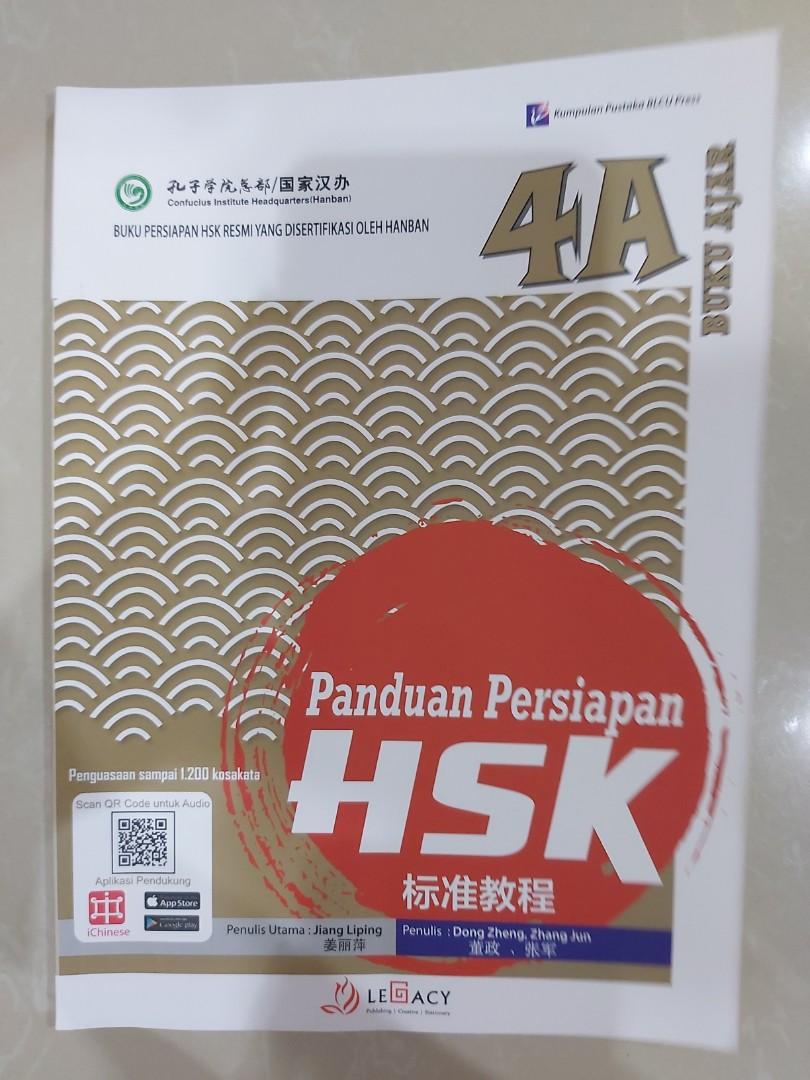 Kumpulan Pustaka BLCU Press
孔子学院总部/国家汉办
Confucius Institute Headquarters(Hanban)
BUKU PERSIAPAN HSK RESMI YANG DISERTIFIKASI OLEH HANBAN
4A
BUKU AJAR
Panduan Persiapan
HSK
标准教程
Penguasaan sampai 1.200 kosakata
Scan QR Code untuk Audio
Aplikasi Pendukung
iChinese
App Store
Google play
Penulis Utama : Jiang Liping
姜丽萍
Penulis : Dong Zheng, Zhang Jun
董政 、张军
LEGACY
Publishing | Creative | Stationery